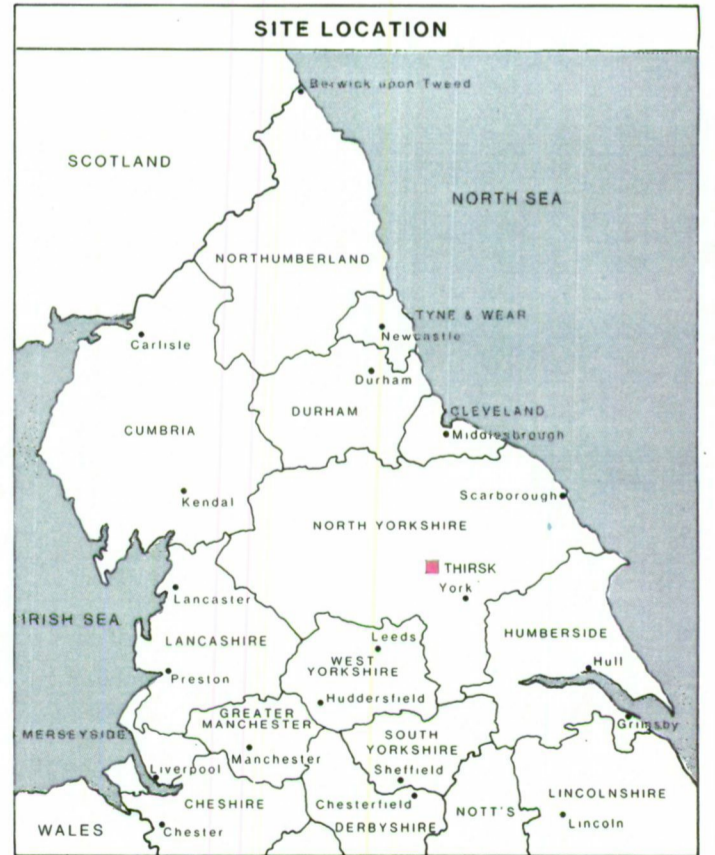 SITE LOCATION
Berwick upon Tweed
SCOTLAND
NORTH SEA
NORTHUMBERLAND
TYNE & WEAR
Newcastle
Carlisle
Durham
DURHAM
CLEVELAND
CUMBRIA
Middlesbrough
Kendal
Scarborough
NORTH YORKSHIRE
THIRSK
York
Lancaster
IRISH SEA
HUMBERSIDE
Leeds
LANCASHIRE
WEST
YORKSHIRE
Hull
Preston
Huddersfield
GREATER
MANCHESTER
Grimsby
MERSEYSIDE
SOUTH
YORKSHIRE
Manchester
Liverpool
Sheffield
LINCOLNSHIRE
CHESHIRE
Chesterfield
NOTT'S
Lincoln
WALES
Chester
DERBYSHIRE